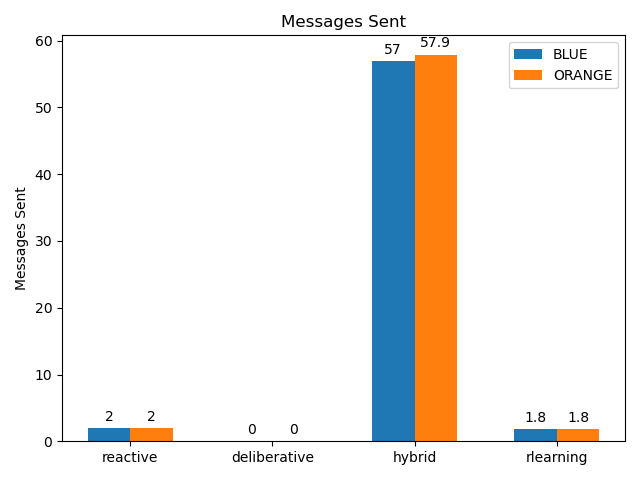 Messages Sent
Messages Sent
60
50
40
30
20
10
0
2
2
0
0
57
57.9
1.8
1.8
BLUE
ORANGE
reactive
deliberative
hybrid
rlearning